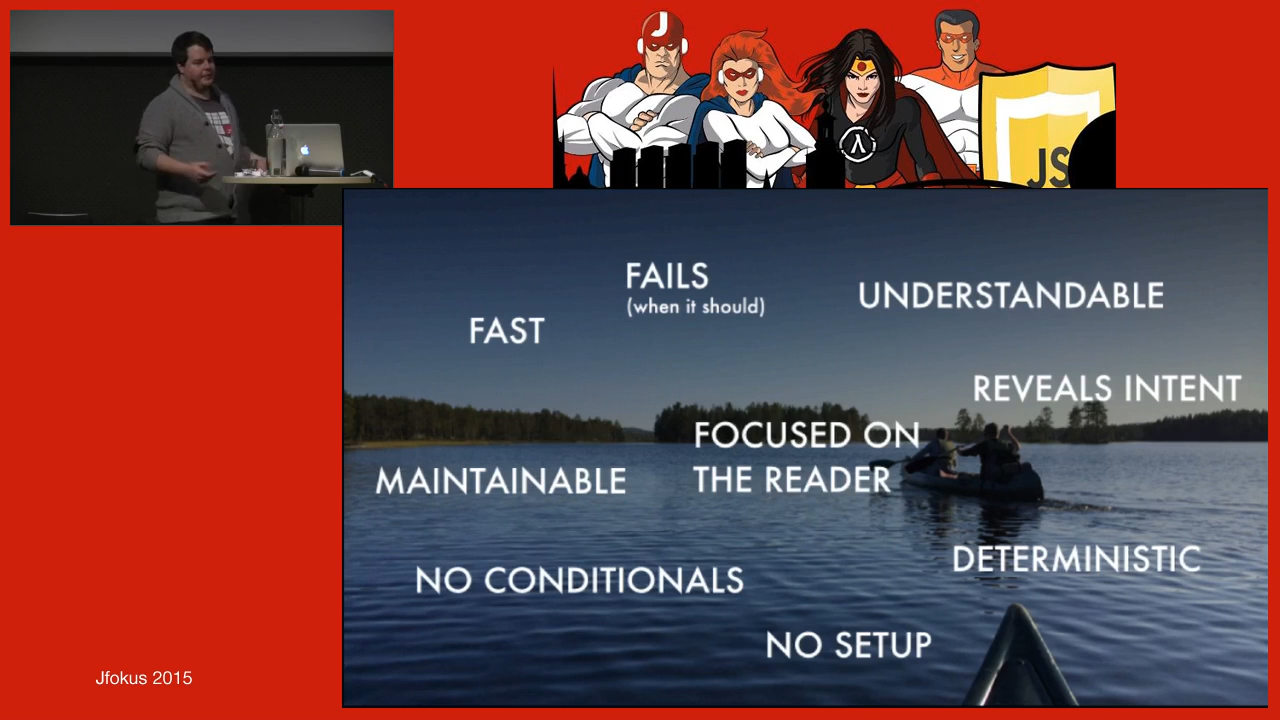 J
JS
FAILS
(when it should)
UNDERSTANDABLE
FAST
REVEALS INTENT
FOCUSED ON
THE READER
MAINTAINABLE
DETERMINISTIC
NO CONDITIONALS
NO SETUP
Jfokus 2015